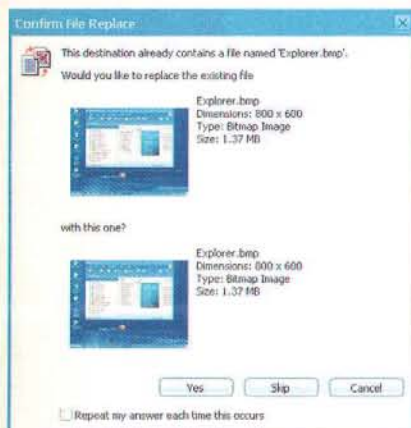 Confirm File Replace
This destination already contains a file named 'Explorer.bmp'.
Would you like to replace the existing file
Explorer.bmp
Dimensions: 800 x 600
Type: Bitmap Image
Size: 1.37 MB
with this one?
Explorer.bmp
Dimensions: 800 x 600
Type: Bitmap Image
Size: 1.37 MB
Yes
Skip
Cancel
Repeat my answer each time this occurs